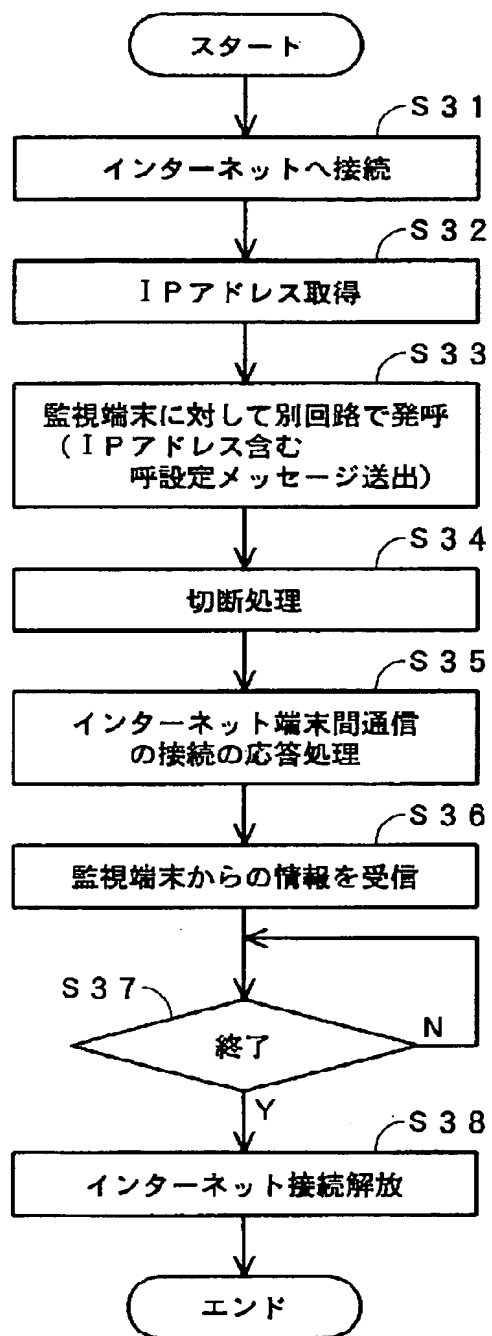 スタート
S31
インターネットへ接続
S32
IPアドレス取得
S33
監視端末に対して別回路で発呼
(IPアドレス含む
呼設定メッセージ送出)
S34
切断処理
S35
インターネット端末間通信
の接続の応答処理
S36
監視端末からの情報を受信
S37
終了
N
Y
S38
インターネット接続解放
エンド